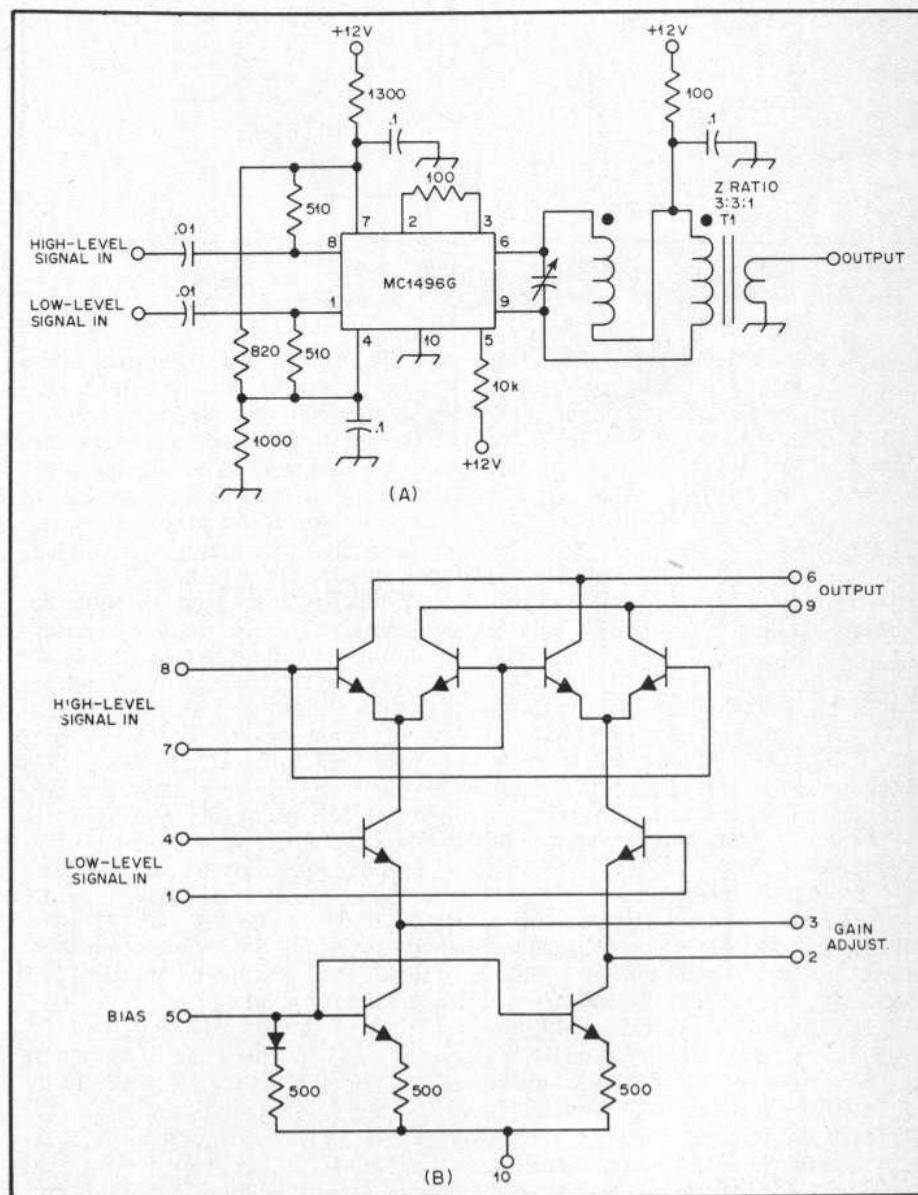 +12V
+12V
1300
100
.1
.1
100
510
Z RATIO
3:3:1
T1
7
2
3
HIGH-LEVEL
SIGNAL IN
.01
8
6
OUTPUT
MC1496G
LOW-LEVEL
SIGNAL IN
.01
1
9
4
10
5
820
510
10k
1000
.1
+12V
(A)
6
OUTPUT
9
8
HIGH-LEVEL
SIGNAL IN
7
4
LOW-LEVEL
SIGNAL IN
1
3
GAIN
ADJUST.
2
BIAS
5
500
500
500
10
(B)